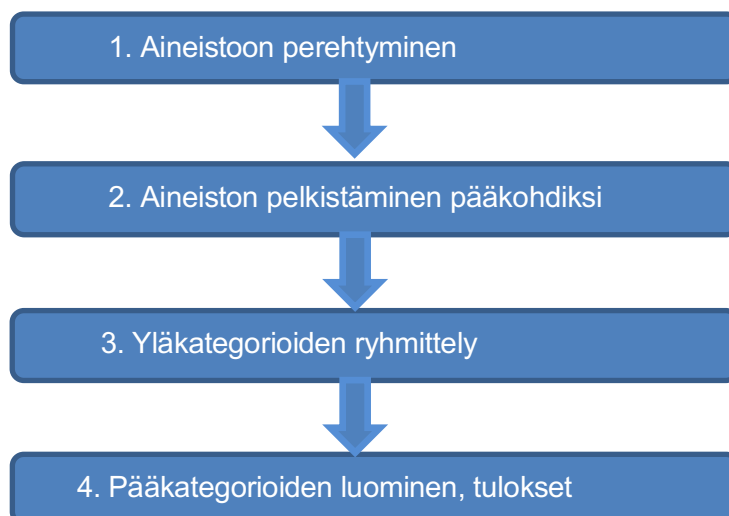 1. Aineistoon perehtyminen
2. Aineiston pelkistäminen pääkohdiksi
3. Yläkategorioiden ryhmittely
4. Pääkategorioiden luominen, tulokset